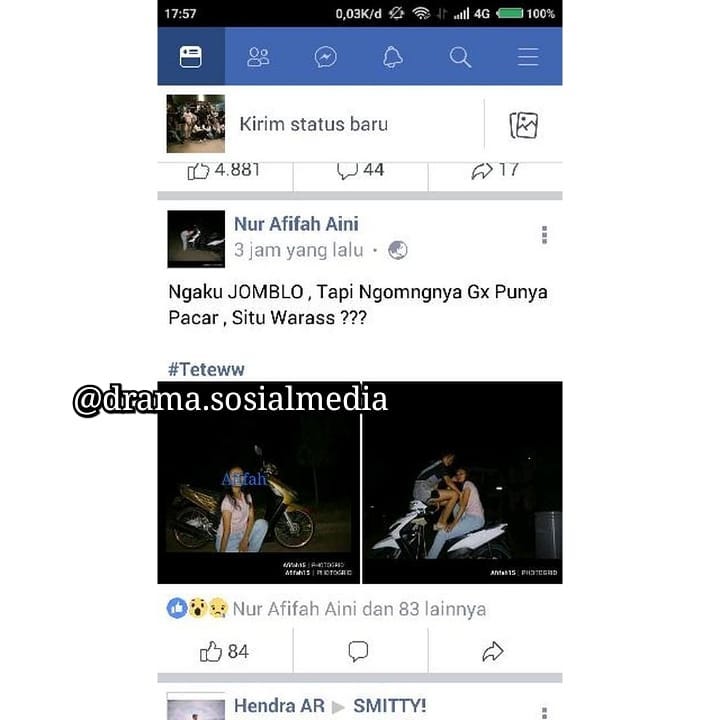 17:57
0,03K/d
4G
100%
Kirim status baru
4.881
44
17
Nur Afifah Aini
3 jam yang lalu
Ngaku JOMBLO , Tapi Ngomngnya Gx Punya
Pacar , Situ Warass ???
#Teteww
@drama.sosialmedia
Afifah
Afifah15 | PHOTOGRID
Afifah15 | PHOTOGRID
Afifah15 | PHOTOGRID
Nur Afifah Aini dan 83 lainnya
84
Hendra AR ▶ SMITTY!